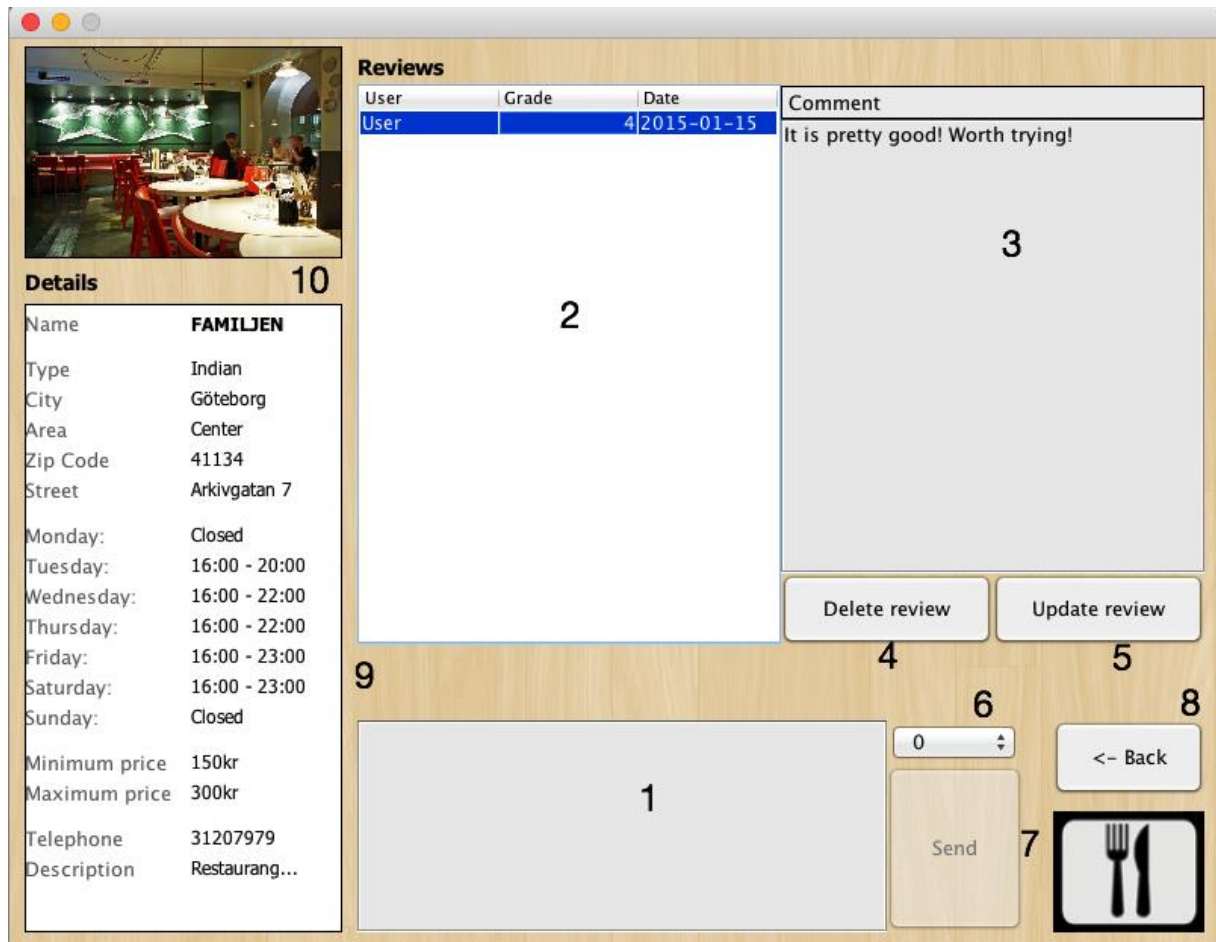 Reviews
User Grade Date
User 4 2015-01-15
Comment
It is pretty good! Worth trying!
3
2
Details 10
Name FAMILJEN
Type Indian
City Göteborg
Area Center
Zip Code 41134
Street Arkivgatan 7
Monday: Closed
Tuesday: 16:00 - 20:00
Wednesday: 16:00 - 22:00
Thursday: 16:00 - 22:00
Friday: 16:00 - 23:00
Saturday: 16:00 - 23:00
Sunday: Closed
Minimum price 150kr
Maximum price 300kr
Telephone 31207979
Description Restaurang...
Delete review Update review
4 5
9
6 8
0 <- Back
1
Send 7